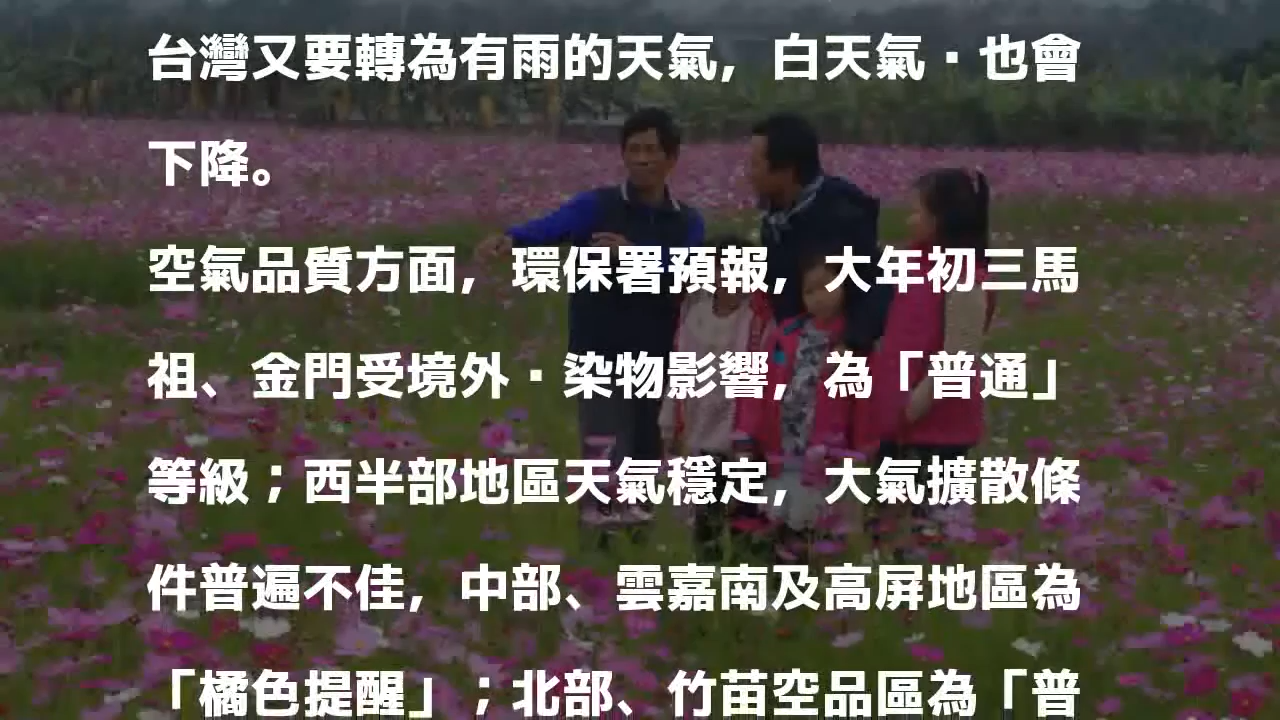 台灣又要轉為有雨的天氣，白天氣▪也會
下降。
空氣品質方面，環保署預報，大年初三馬
祖、金門受境外▪染物影響，為「普通」
等級；西半部地區天氣穩定，大氣擴散條
件普遍不佳，中部、雲嘉南及高屏地區為
「橘色提醒」；北部、竹苗空品區為「普